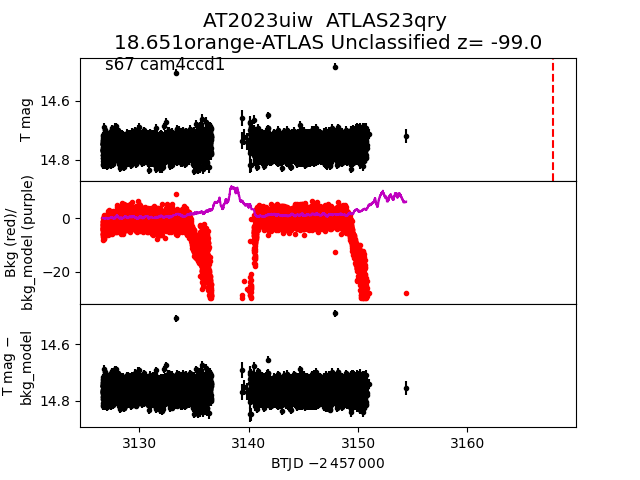 AT2023uiw  ATLAS23qry
18.651orange-ATLAS Unclassified z= -99.0
s67 cam4ccd1
T mag
14.6
14.8
Bkg (red)/
bkg_model (purple)
0
−20
T mag −
bkg_model
14.6
14.8
3130
3140
3150
3160
BTJD −2 457 000